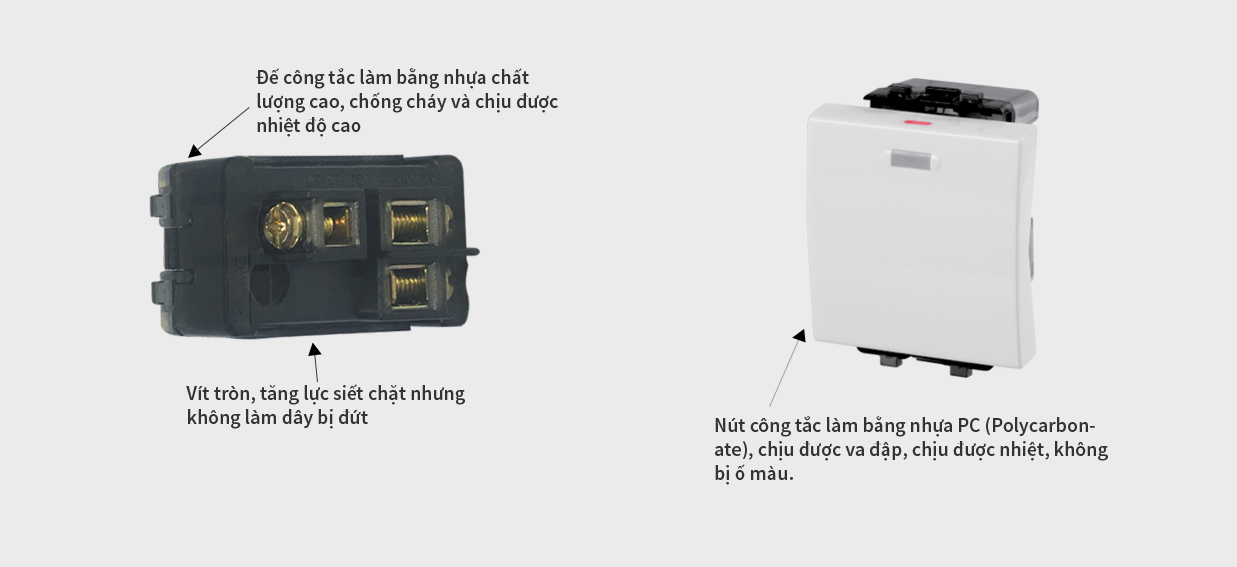 Đế công tắc làm bằng nhựa chất
lượng cao, chống cháy và chịu được
nhiệt độ cao
Vít tròn, tăng lực siết chặt nhưng
không làm dây bị đứt
Nút công tắc làm bằng nhựa PC (Polycarbon-
ate), chịu được va đập, chịu được nhiệt, không
bị ố màu.